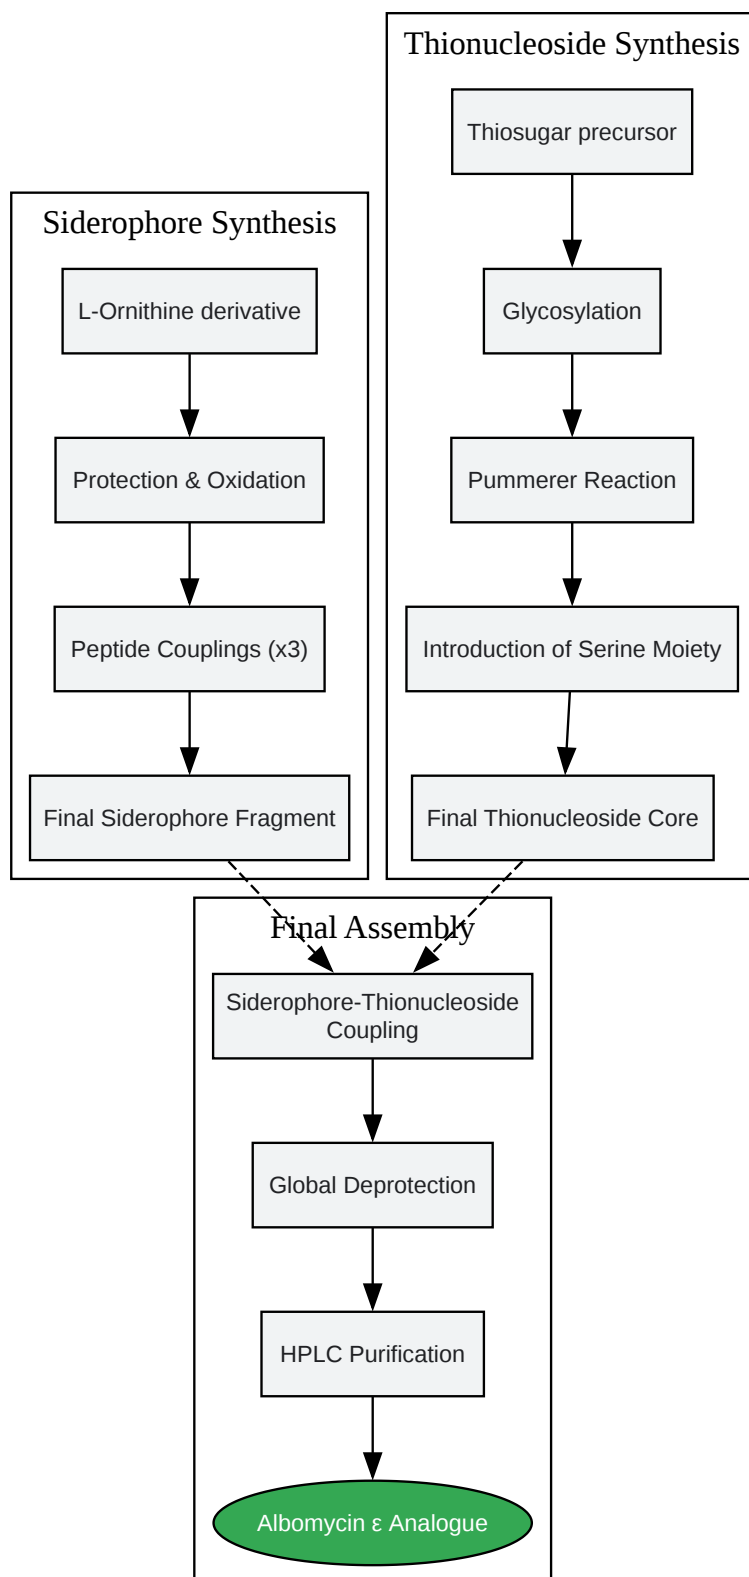 Thionucleoside Synthesis
Thiosugar precursor
Glycosylation
Pummerer Reaction
Introduction of Serine Moiety
Final Thionucleoside Core
Siderophore Synthesis
L-Ornithine derivative
Protection & Oxidation
Peptide Couplings (x3)
Final Siderophore Fragment
Final Assembly
Siderophore-Thionucleoside
Coupling
Global Deprotection
HPLC Purification
Albomycin ε Analogue